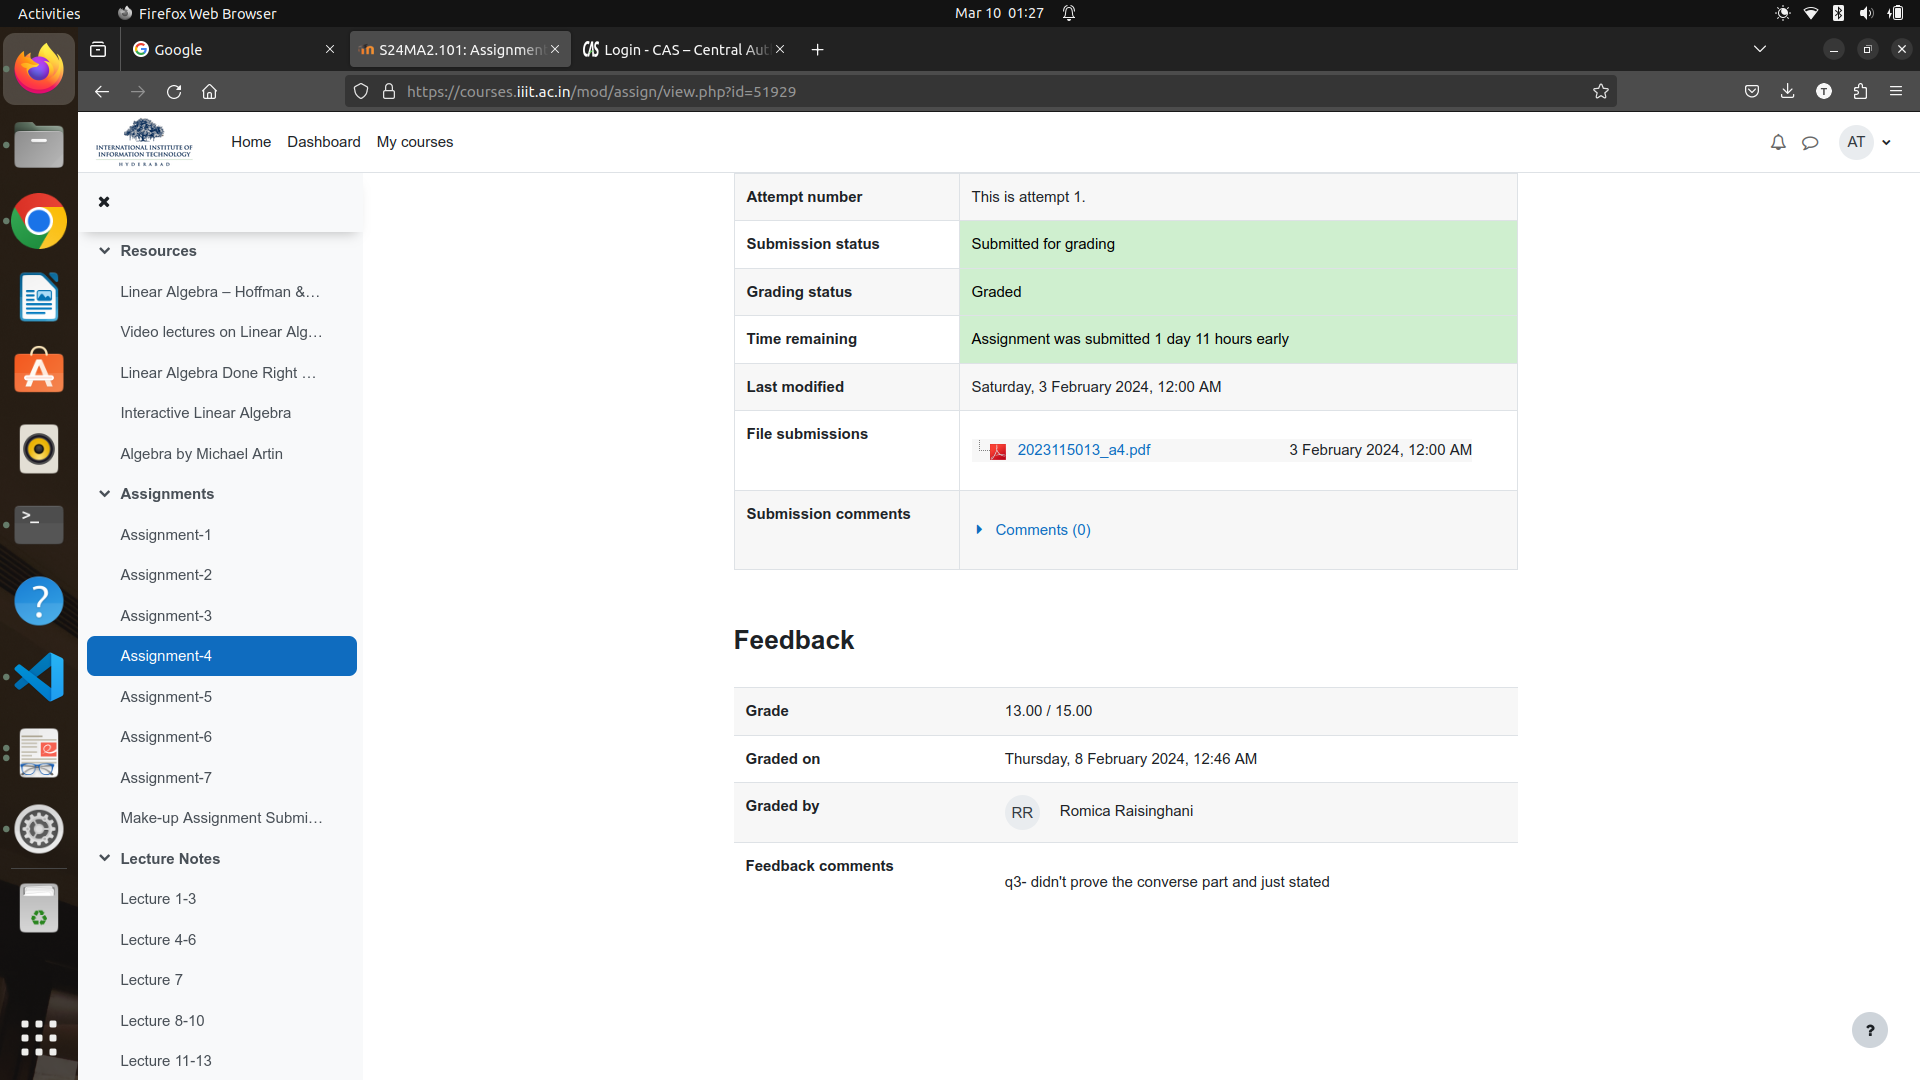 Activities
Firefox Web Browser
Mar 10 01:27
Google
S24MA2.101: Assignmen
Login - CAS – Central Aut
https://courses.iiit.ac.in/mod/assign/view.php?id=51929
T
INTERNATIONAL INSTITUTE OF
INFORMATION TECHNOLOGY
HYDERABAD
Home
Dashboard
My courses
AT
Resources
Linear Algebra – Hoffman &…
Video lectures on Linear Alg…
Linear Algebra Done Right …
Interactive Linear Algebra
Algebra by Michael Artin
Assignments
Assignment-1
Assignment-2
Assignment-3
Assignment-4
Assignment-5
Assignment-6
Assignment-7
Make-up Assignment Submi…
Lecture Notes
Lecture 1-3
Lecture 4-6
Lecture 7
Lecture 8-10
Lecture 11-13
Attempt number
This is attempt 1.
Submission status
Submitted for grading
Grading status
Graded
Time remaining
Assignment was submitted 1 day 11 hours early
Last modified
Saturday, 3 February 2024, 12:00 AM
File submissions
2023115013_a4.pdf
3 February 2024, 12:00 AM
Submission comments
Comments (0)
Feedback
Grade
13.00 / 15.00
Graded on
Thursday, 8 February 2024, 12:46 AM
Graded by
RR
Romica Raisinghani
Feedback comments
q3- didn't prove the converse part and just stated
?